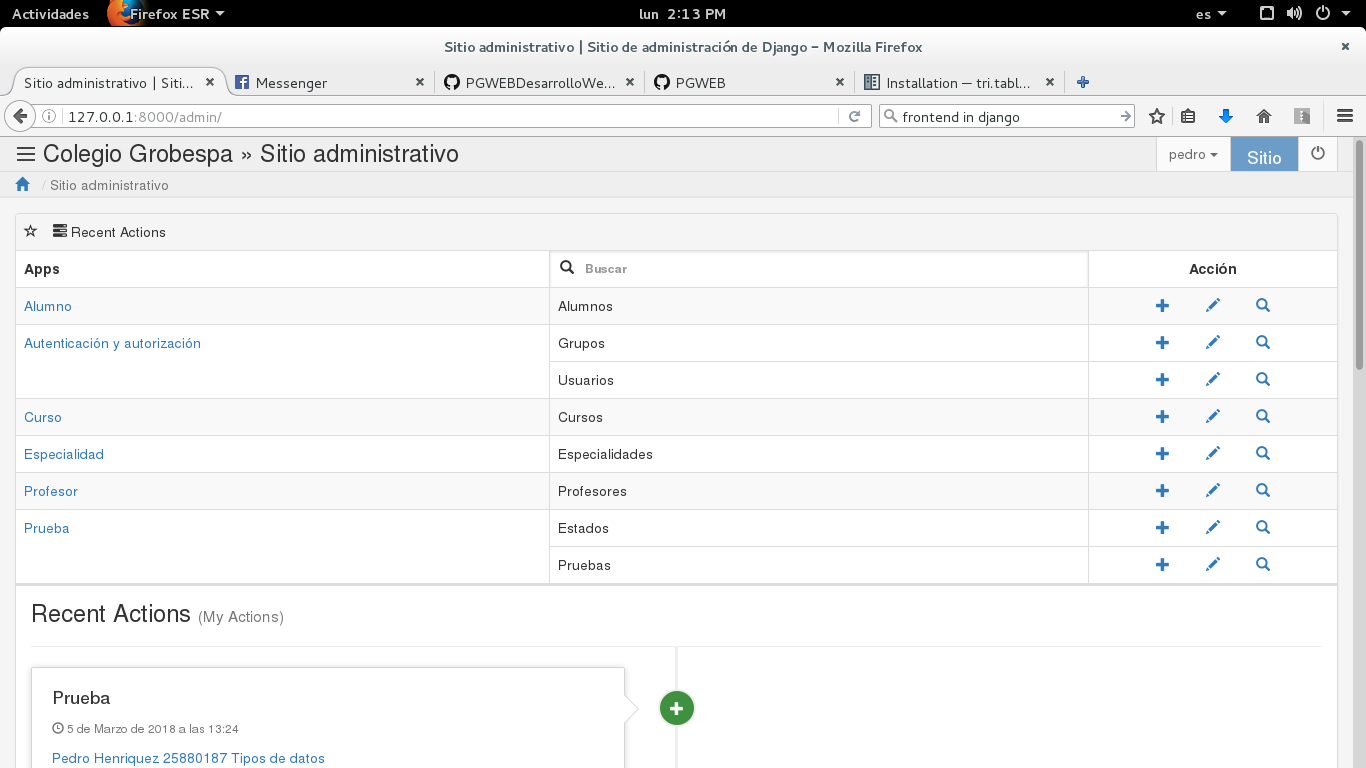 Actividades Firefox ESR lun 2:13 PM es
Sitio administrativo | Sitio de administración de Django – Mozilla Firefox
Sitio administrativo | Siti... Messenger PGWEBDesarrolloWe... PGWEB Installation — tri.tabl...
127.0.0.1:8000/admin/ frontend in django
Colegio Grobespa » Sitio administrativo pedro Sitio
/ Sitio administrativo
Recent Actions
Apps Buscar Acción
Alumno Alumnos
Autenticación y autorización Grupos
Usuarios
Curso Cursos
Especialidad Especialidades
Profesor Profesores
Prueba Estados
Pruebas
Recent Actions (My Actions)
Prueba
5 de Marzo de 2018 a las 13:24
Pedro Henriquez 25880187 Tipos de datos